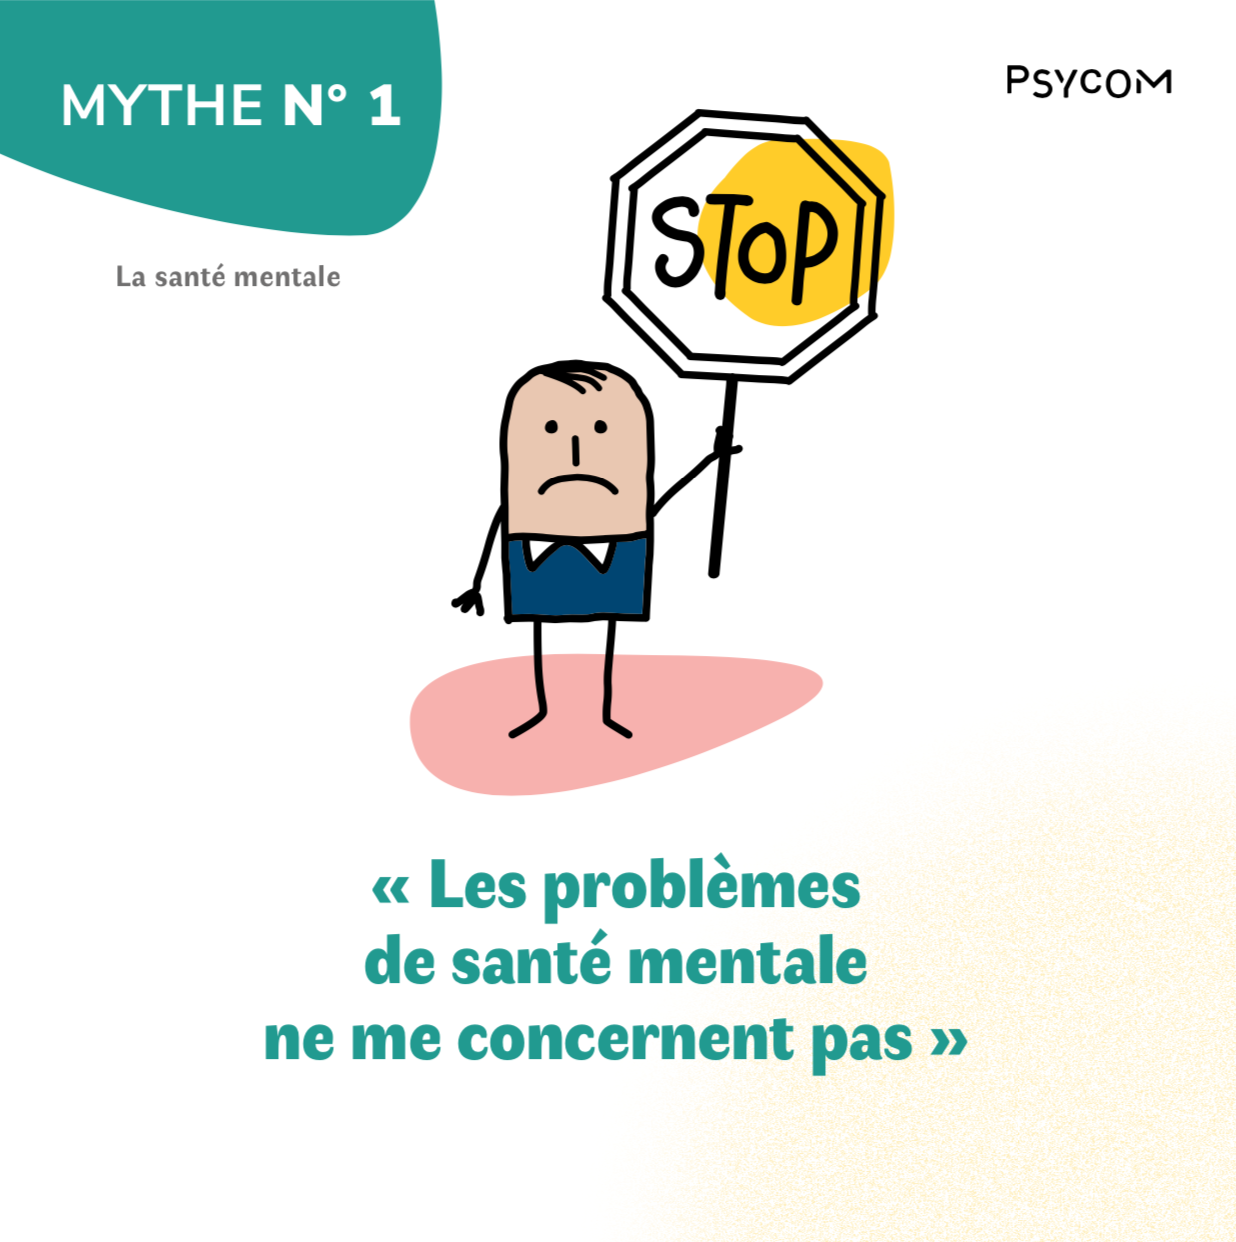 MYTHE N° 1
PSYCOM
La santé mentale
STOP
« Les problèmes
de santé mentale
ne me concernent pas »